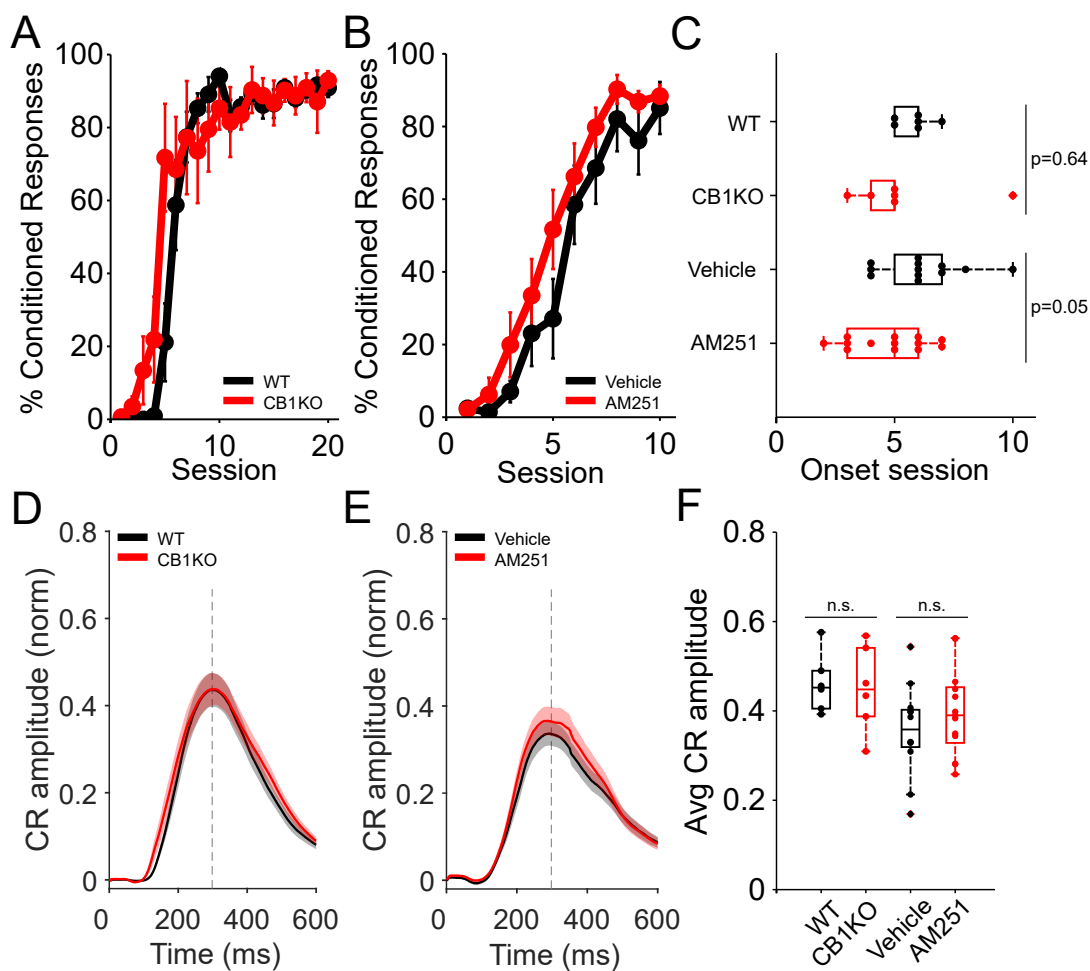 A
% Conditioned Responses
100
80
60
40
20
0
0
10
20
Session
WT
CB1KO
B
% Conditioned Responses
100
80
60
40
20
0
0
5
10
Session
Vehicle
AM251
C
WT
CB1KO
Vehicle
AM251
p=0.64
p=0.05
0
5
10
Onset session
D
CR amplitude (norm)
0.8
0.6
0.4
0.2
0
0
200
400
600
Time (ms)
WT
CB1KO
E
CR amplitude (norm)
0.8
0.6
0.4
0.2
0
0
200
400
600
Time (ms)
Vehicle
AM251
F
Avg CR amplitude
0.8
0.6
0.4
0.2
0
n.s.
n.s.
WT
CB1KO
Vehicle
AM251